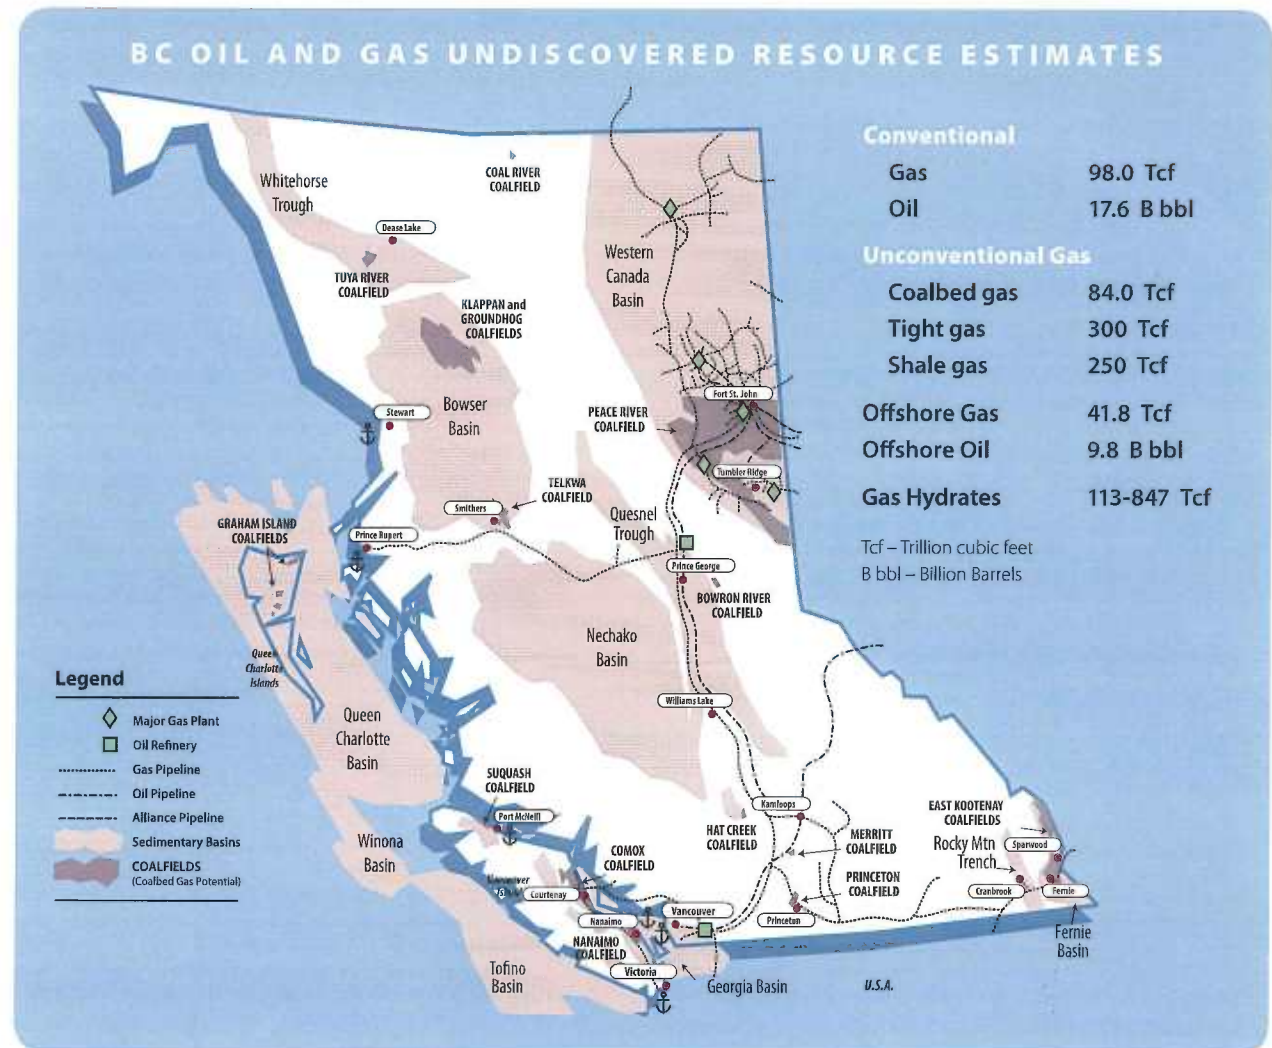 BC OIL AND GAS UNDISCOVERED RESOURCE ESTIMATES
Conventional
Gas 98.0 Tcf
Oil 17.6 B bbl
Unconventional Gas
Coalbed gas 84.0 Tcf
Tight gas 300 Tcf
Shale gas 250 Tcf
Offshore Gas 41.8 Tcf
Offshore Oil 9.8 B bbl
Gas Hydrates 113-847 Tcf
Tcf – Trillion cubic feet
B bbl – Billion Barrels
Whitehorse
Trough
COAL RIVER
COALFIELD
Dease Lake
TUYA RIVER
COALFIELD
Western
Canada
Basin
KLAPPAN and
GROUNDHOG
COALFIELDS
Fort St. John
Stewart
Bowser
Basin
PEACE RIVER
COALFIELD
Tumbler Ridge
TELKWA
COALFIELD
Smithers
Quesnel
Trough
GRAHAM ISLAND
COALFIELDS
Prince Rupert
Prince George
BOWRON RIVER
COALFIELD
Nechako
Basin
Queen
Charlotte
Islands
Williams Lake
Queen
Charlotte
Basin
SUQUASH
COALFIELD
Port McNeill
Kamloops
HAT CREEK
COALFIELD
MERRITT
COALFIELD
EAST KOOTENAY
COALFIELDS
Rocky Mtn
Trench
Sparwood
Winona
Basin
COMOX
COALFIELD
PRINCETON
COALFIELD
Vancouver
Island
Courtenay
Cranbrook
Fernie
Vancouver
Nanaimo
Princeton
NANAIMO
COALFIELD
Fernie
Basin
Victoria
Tofino
Basin
Georgia Basin
U.S.A.
Legend
Major Gas Plant
Oil Refinery
Gas Pipeline
Oil Pipeline
Alliance Pipeline
Sedimentary Basins
COALFIELDS
(Coalbed Gas Potential)